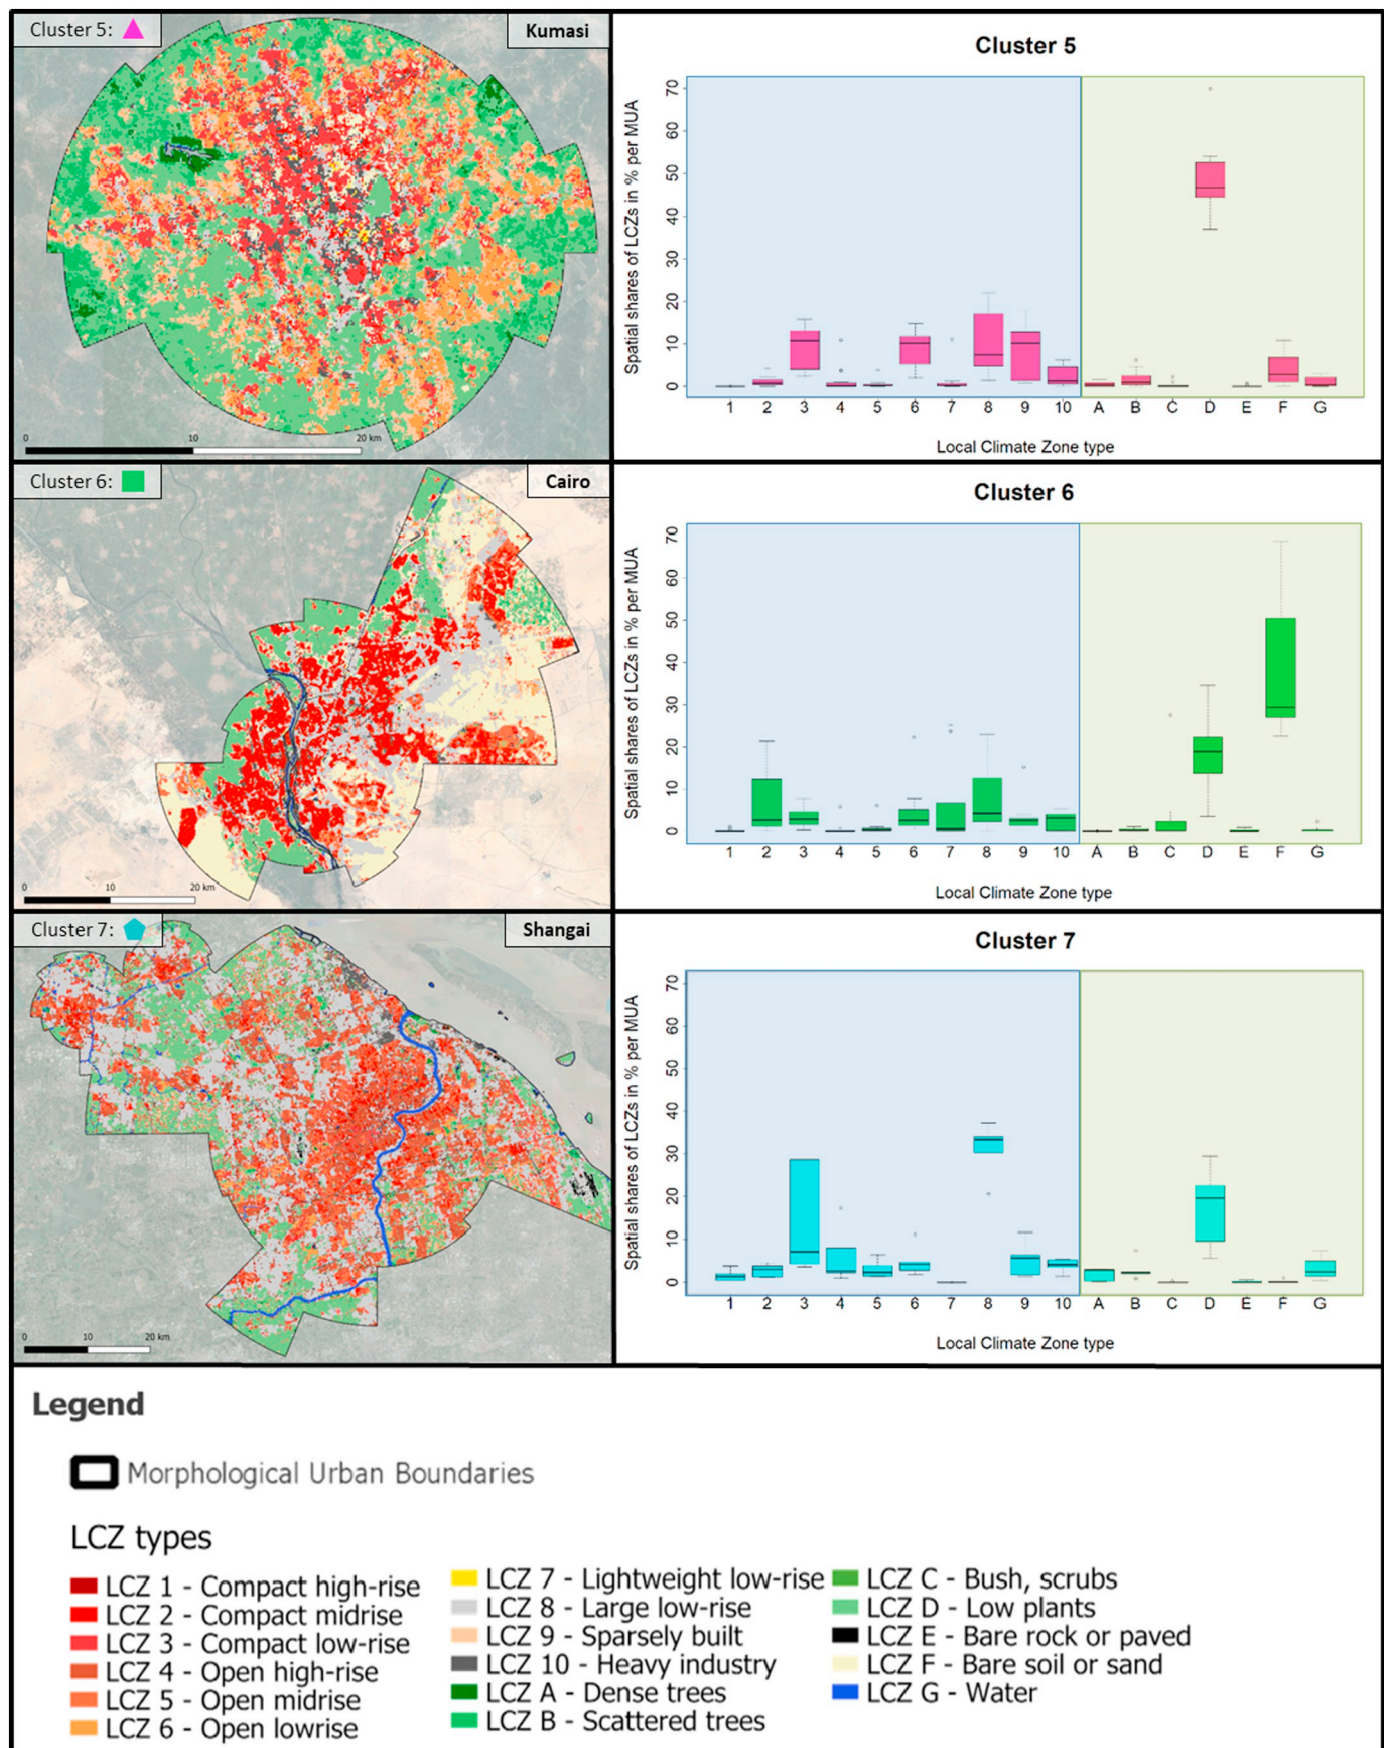 Cluster 5:
Kumasi
0 10 20 km
Cluster 5
Spatial shares of LCZs in % per MUA
70
60
50
40
30
20
10
0
1 2 3 4 5 6 7 8 9 10 A B C D E F G
Local Climate Zone type
Cluster 6:
Cairo
0 10 20 km
Cluster 6
Spatial shares of LCZs in % per MUA
70
60
50
40
30
20
10
0
1 2 3 4 5 6 7 8 9 10 A B C D E F G
Local Climate Zone type
Cluster 7:
Shangai
0 10 20 km
Cluster 7
Spatial shares of LCZs in % per MUA
70
60
50
40
30
20
10
0
1 2 3 4 5 6 7 8 9 10 A B C D E F G
Local Climate Zone type
Legend
Morphological Urban Boundaries
LCZ types
LCZ 1 - Compact high-rise
LCZ 2 - Compact midrise
LCZ 3 - Compact low-rise
LCZ 4 - Open high-rise
LCZ 5 - Open midrise
LCZ 6 - Open lowrise
LCZ 7 - Lightweight low-rise
LCZ 8 - Large low-rise
LCZ 9 - Sparsely built
LCZ 10 - Heavy industry
LCZ A - Dense trees
LCZ B - Scattered trees
LCZ C - Bush, scrubs
LCZ D - Low plants
LCZ E - Bare rock or paved
LCZ F - Bare soil or sand
LCZ G - Water